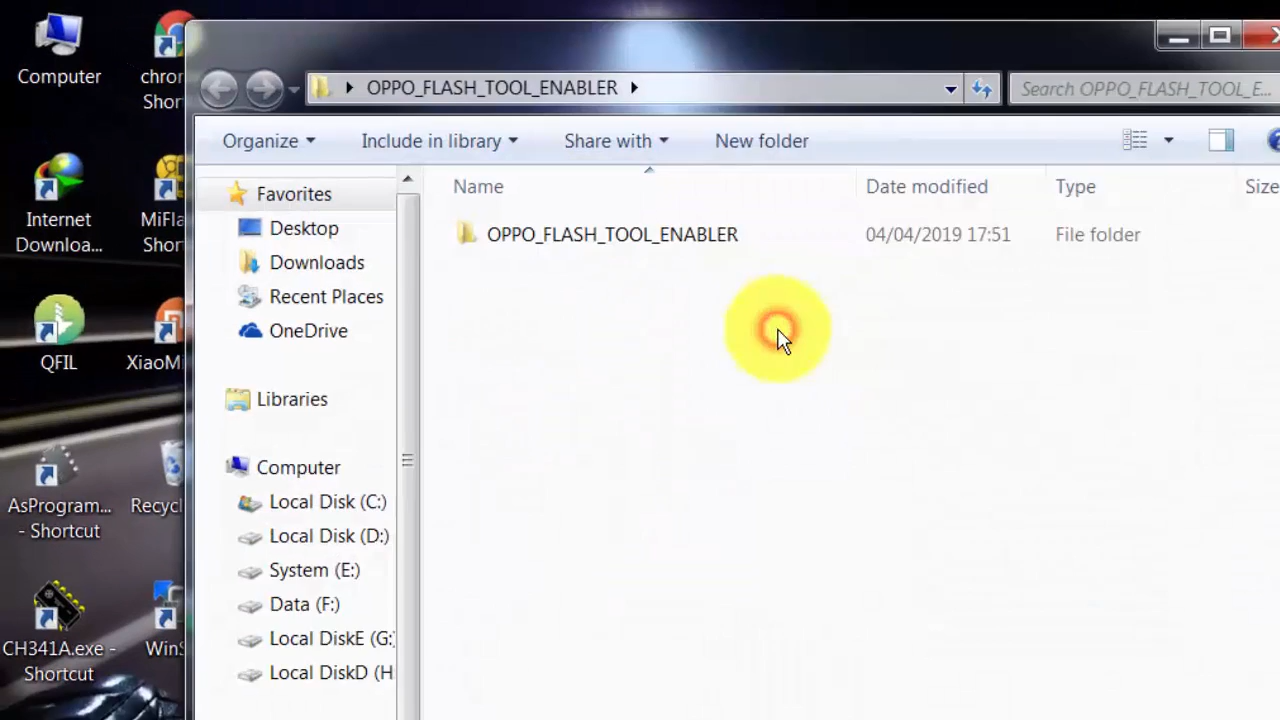 Computer
chrom
Shor
Internet
Downloa...
MiFla
Shor
QFIL
XiaoMi
AsProgram...
- Shortcut
Recycl
CH341A.exe -
Shortcut
WinS
OPPO_FLASH_TOOL_ENABLER
Search OPPO_FLASH_TOOL_E...
Organize
Include in library
Share with
New folder
Favorites
Desktop
Downloads
Recent Places
OneDrive
Libraries
Computer
Local Disk (C:)
Local Disk (D:)
System (E:)
Data (F:)
Local DiskE (G:
Local DiskD (H
Name Date modified Type Size
OPPO_FLASH_TOOL_ENABLER 04/04/2019 17:51 File folder